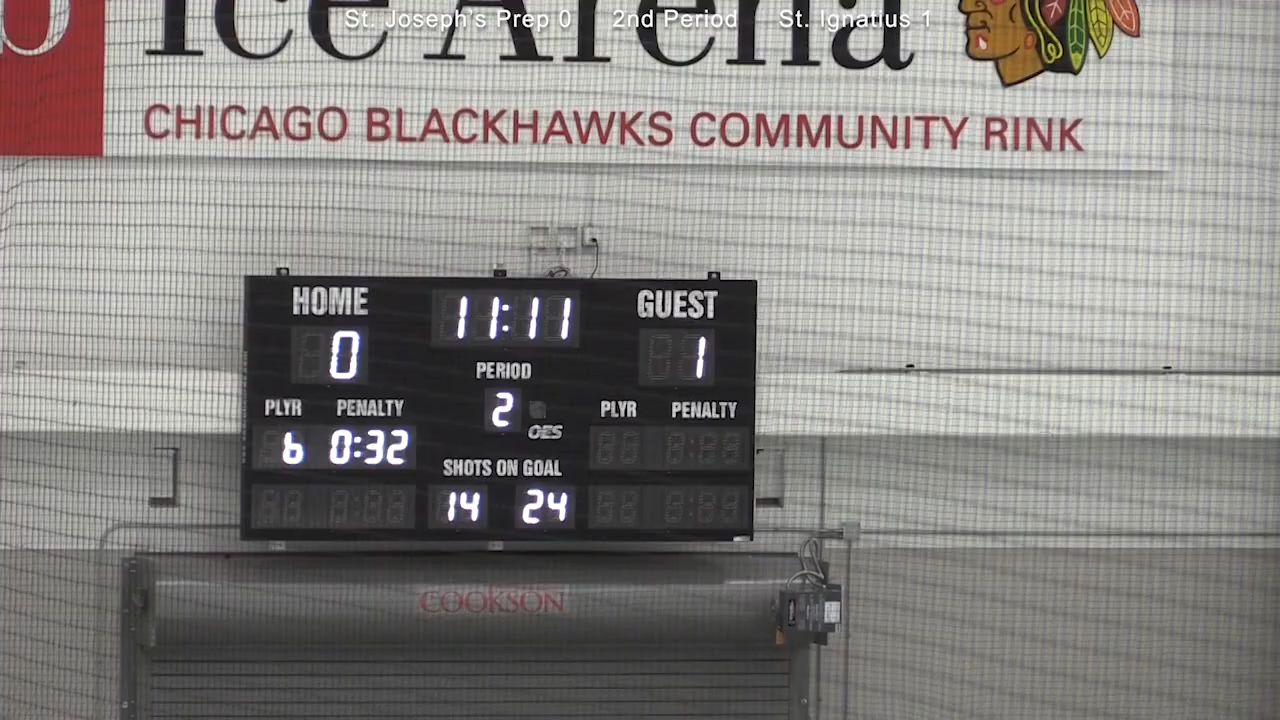 St. Joseph's Prep 0 2nd Period St. Ignatius 1
Ice Arena
CHICAGO BLACKHAWKS COMMUNITY RINK
HOME 11:11 GUEST
0 1
PERIOD
PLYR PENALTY 2 PLYR PENALTY
OES
6 0:32
SHOTS ON GOAL
14 24
COOKSON